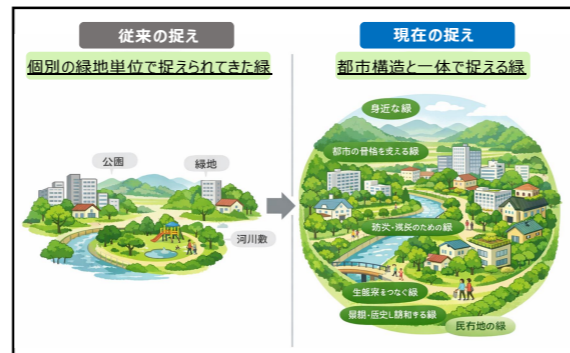 従来の捉え
個別の緑地単位で捉えられてきた緑
公園
緑地
河川敷
現在の捉え
都市構造と一体で捉える緑
身近な緑
都市の骨格を支える緑
防災・減災のための緑
生態系をつなぐ緑
景観・歴史し調和する緑
民有地の緑